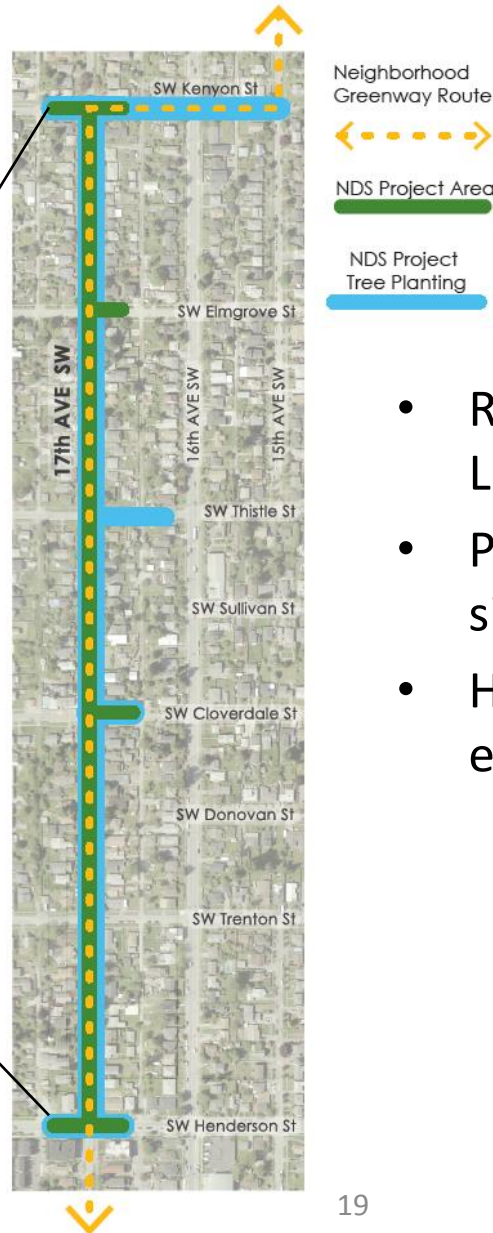 SW Kenyon St
Neighborhood
Greenway Route
NDS Project Area
NDS Project
Tree Planting
SW Elmgrove St
17th AVE SW
16th AVE SW
15th AVE SW
SW Thistle St
SW Sullivan St
SW Cloverdale St
SW Donovan St
SW Trenton St
SW Henderson St
• R
L
• P
s
• H
e
19